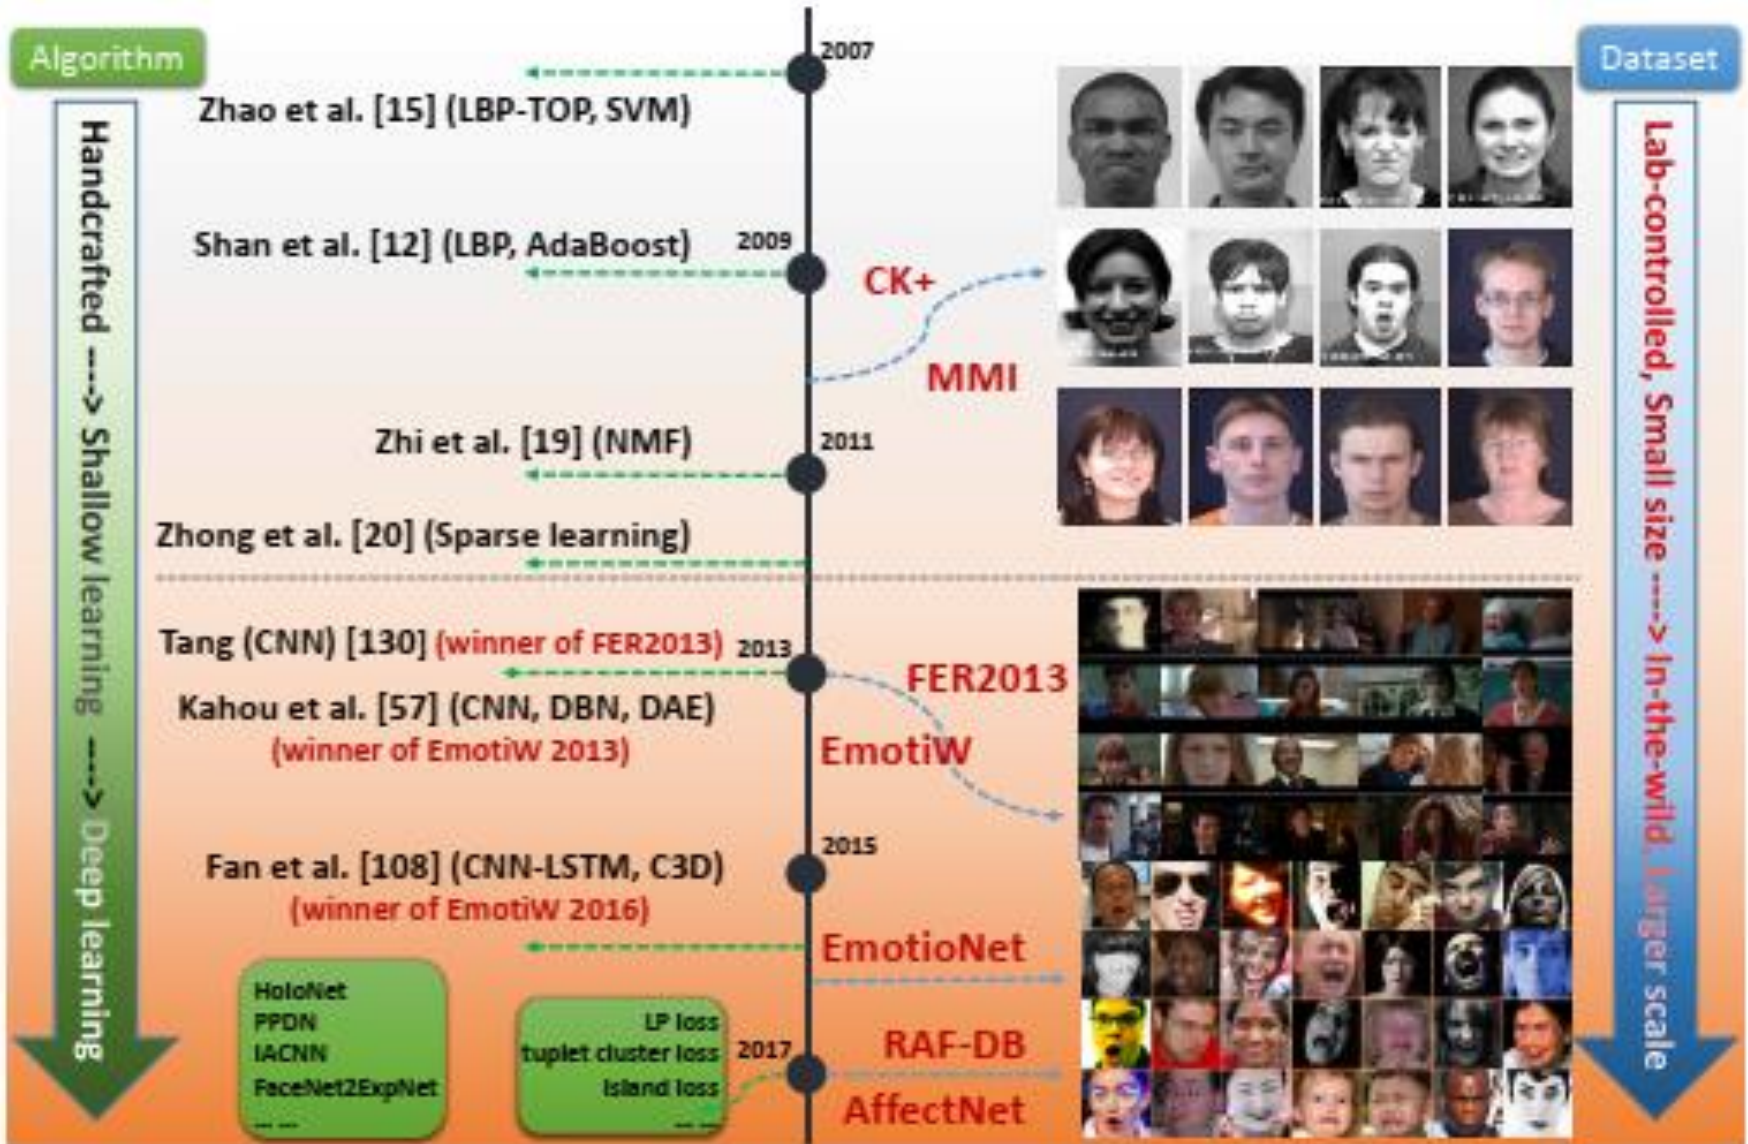 Algorithm
Dataset
Handcrafted ----> Shallow learning ----> Deep learning
Lab-controlled, Small size ----> In-the-wild, Larger scale
2007
Zhao et al. [15] (LBP-TOP, SVM)
Shan et al. [12] (LBP, AdaBoost)
2009
CK+
MMI
Zhi et al. [19] (NMF)
2011
Zhong et al. [20] (Sparse learning)
Tang (CNN) [130] (winner of FER2013)
2013
FER2013
Kahou et al. [57] (CNN, DBN, DAE)
(winner of EmotiW 2013)
EmotiW
2015
Fan et al. [108] (CNN-LSTM, C3D)
(winner of EmotiW 2016)
EmotioNet
HoloNet
PPDN
IACNN
FaceNet2ExpNet
... ...
LP loss
tuplet cluster loss
Island loss
... ...
2017
RAF-DB
AffectNet